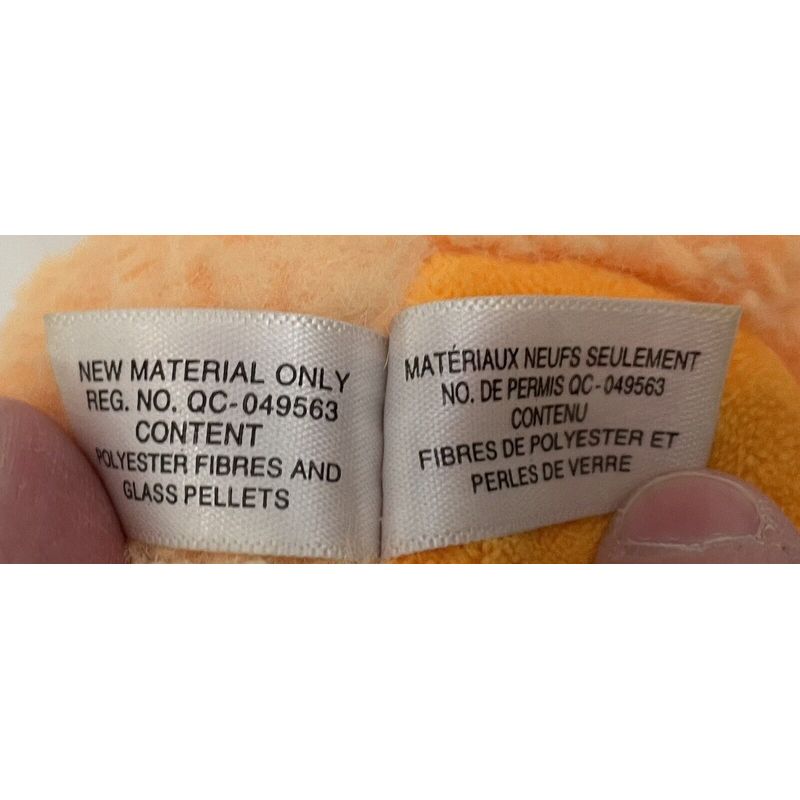 NEW MATERIAL ONLY
REG. NO. QC-049563
CONTENT
POLYESTER FIBRES AND
GLASS PELLETS
MATÉRIAUX NEUFS SEULEMENT
NO. DE PERMIS QC-049563
CONTENU
FIBRES DE POLYESTER ET
PERLES DE VERRE